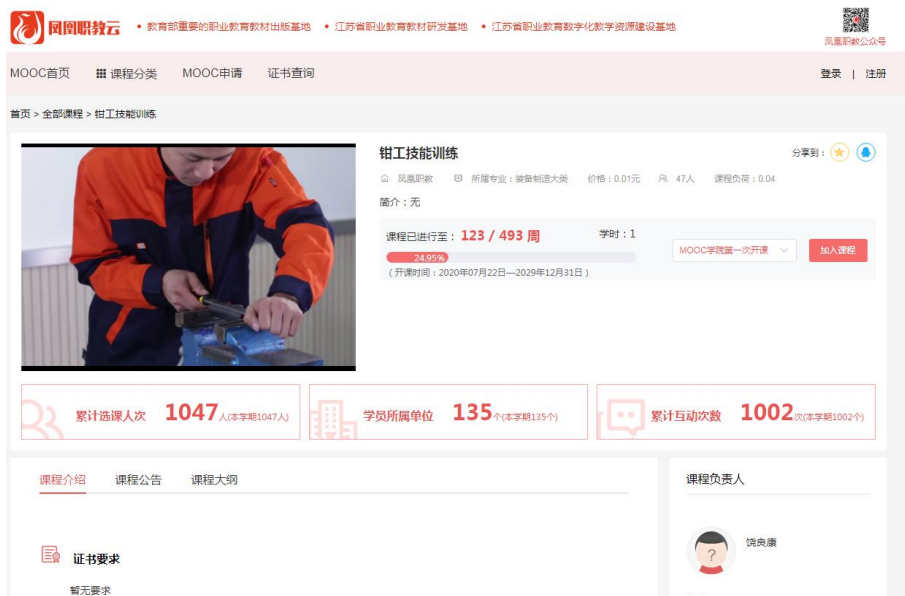 凤凰职教云 • 教育部重要的职业教育教材出版基地 • 江苏省职业教育教材研发基地 • 江苏省职业教育数字化教学资源建设基地
凤凰职教公众号
MOOC首页 课程分类 MOOC申请 证书查询 登录 | 注册
首页 > 全部课程 > 钳工技能训练
钳工技能训练 分享到：
凤凰职教 所属专业：装备制造大类 价格：0.01元 47人 课程负荷：0.04
简介：无
课程已进行至： 123 / 493 周 学时：1
MOOC学院第一次开课 加入课程
24.95%
（ 开课时间：2020年07月22日—2029年12月31日 ）
累计选课人次 1047 人(本学期1047人) 学员所属单位 135 个(本学期135个) 累计互动次数 1002 次(本学期1002个)
课程介绍 课程公告 课程大纲 课程负责人
饶良康
证书要求
暂无要求